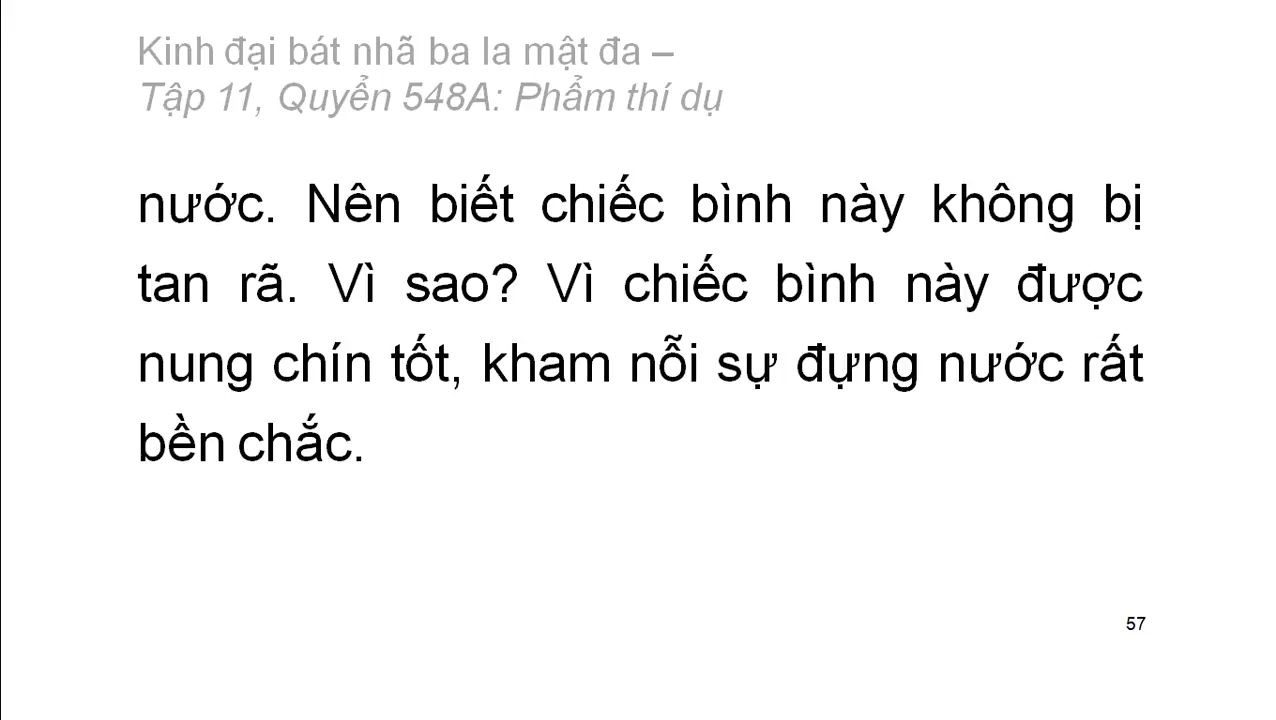 Kinh đại bát nhã ba la mật đa –
Tập 11, Quyển 548A: Phẩm thí dụ
nước. Nên biết chiếc bình này không bị
tan rã. Vì sao? Vì chiếc bình này được
nung chín tốt, kham nỗi sự đựng nước rất
bền chắc.
57